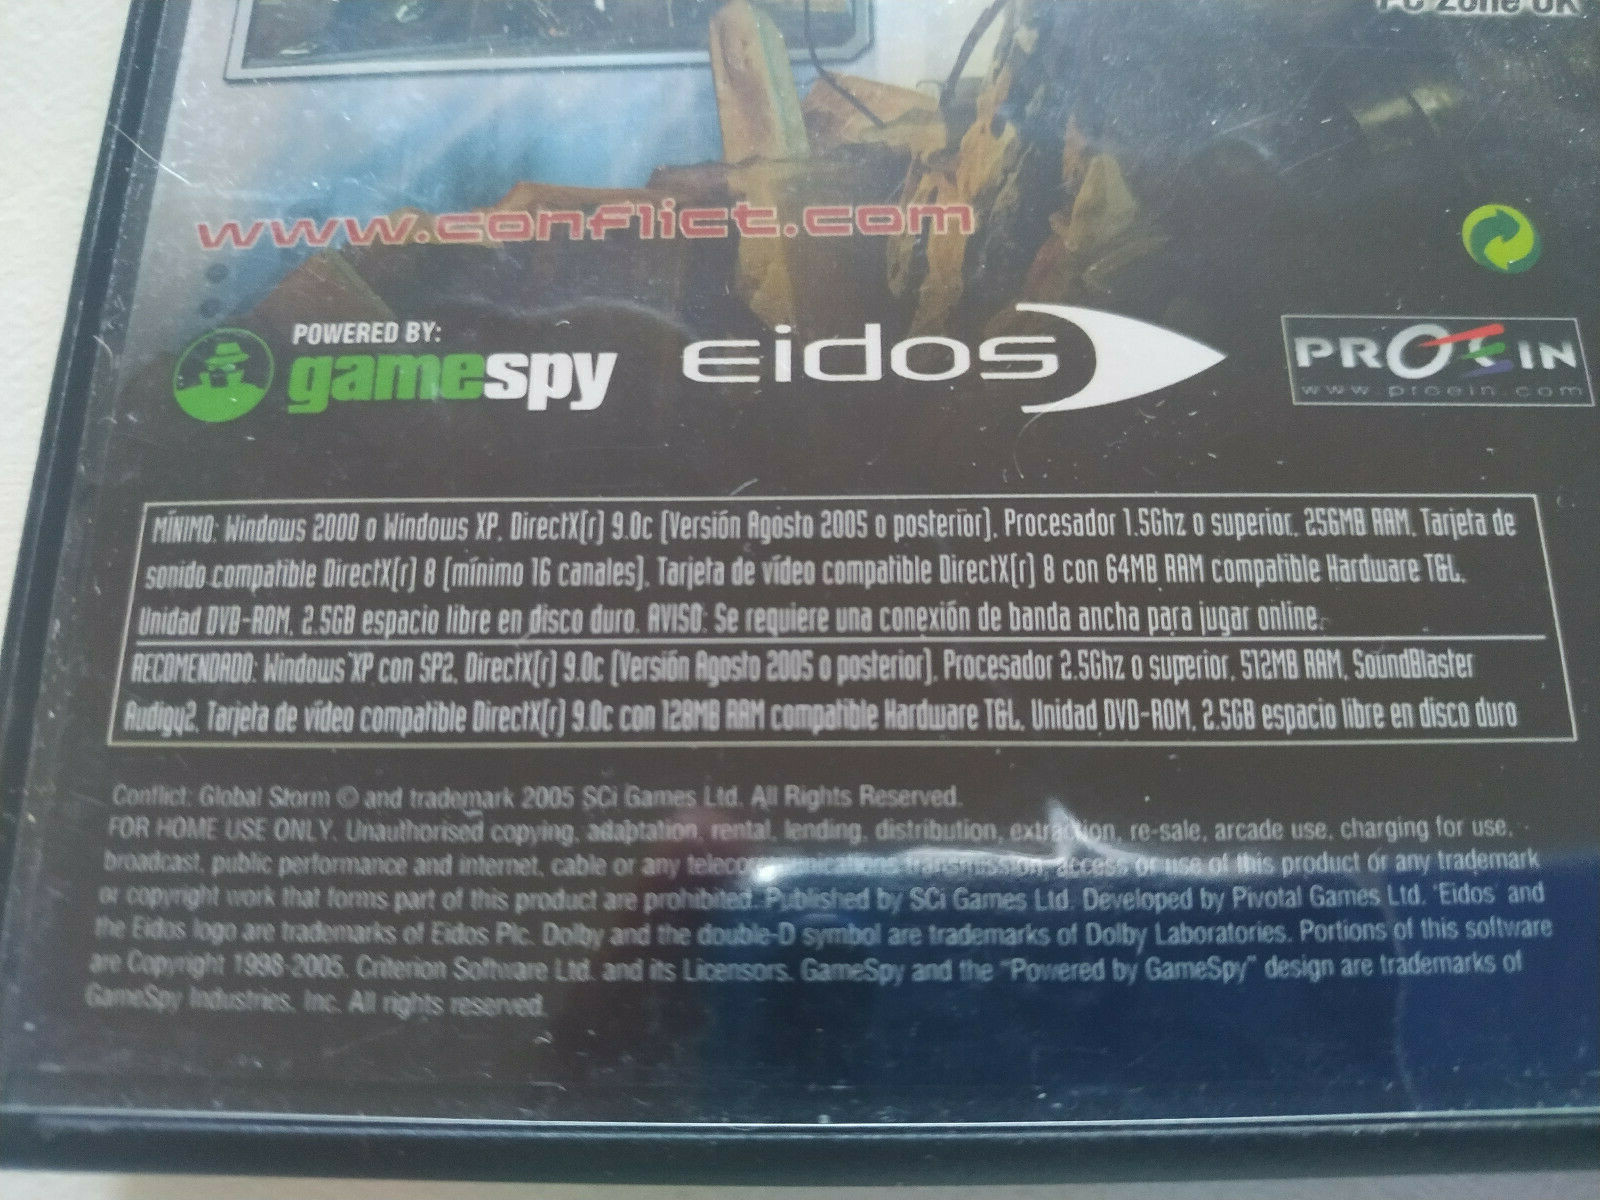 PC Zone UK
www.conflict.com
POWERED BY:
gamespy
eidos
PROEIN
www.proein.com
MÍNIMO: Windows 2000 o Windows XP, DirectX(r) 9.0c (Versión Agosto 2005 o posterior), Procesador 1.5Ghz o superior, 256MB RAM, Tarjeta de
sonido compatible DirectX(r) 8 (mínimo 16 canales), Tarjeta de vídeo compatible DirectX(r) 8 con 64MB RAM compatible Hardware T&L,
Unidad DVD-ROM, 2.5GB espacio libre en disco duro. AVISO: Se requiere una conexión de banda ancha para jugar online.
RECOMENDADO: Windows XP con SP2, DirectX(r) 9.0c (Versión Agosto 2005 o posterior), Procesador 2.5Ghz o superior, 512MB RAM, SoundBlaster
Audigy2, Tarjeta de vídeo compatible DirectX(r) 9.0c con 128MB RAM compatible Hardware T&L, Unidad DVD-ROM, 2.5GB espacio libre en disco duro
Conflict: Global Storm © and trademark 2005 SCi Games Ltd. All Rights Reserved.
FOR HOME USE ONLY. Unauthorised copying, adaptation, rental, lending, distribution, extraction, re-sale, arcade use, charging for use,
broadcast, public performance and internet, cable or any telecommunications transmission, access or use of this product or any trademark
or copyright work that forms part of this product are prohibited. Published by SCi Games Ltd. Developed by Pivotal Games Ltd. 'Eidos' and
the Eidos logo are trademarks of Eidos Plc. Dolby and the double-D symbol are trademarks of Dolby Laboratories. Portions of this software
are Copyright 1998-2005, Criterion Software Ltd. and its Licensors. GameSpy and the "Powered by GameSpy" design are trademarks of
GameSpy Industries, Inc. All rights reserved.